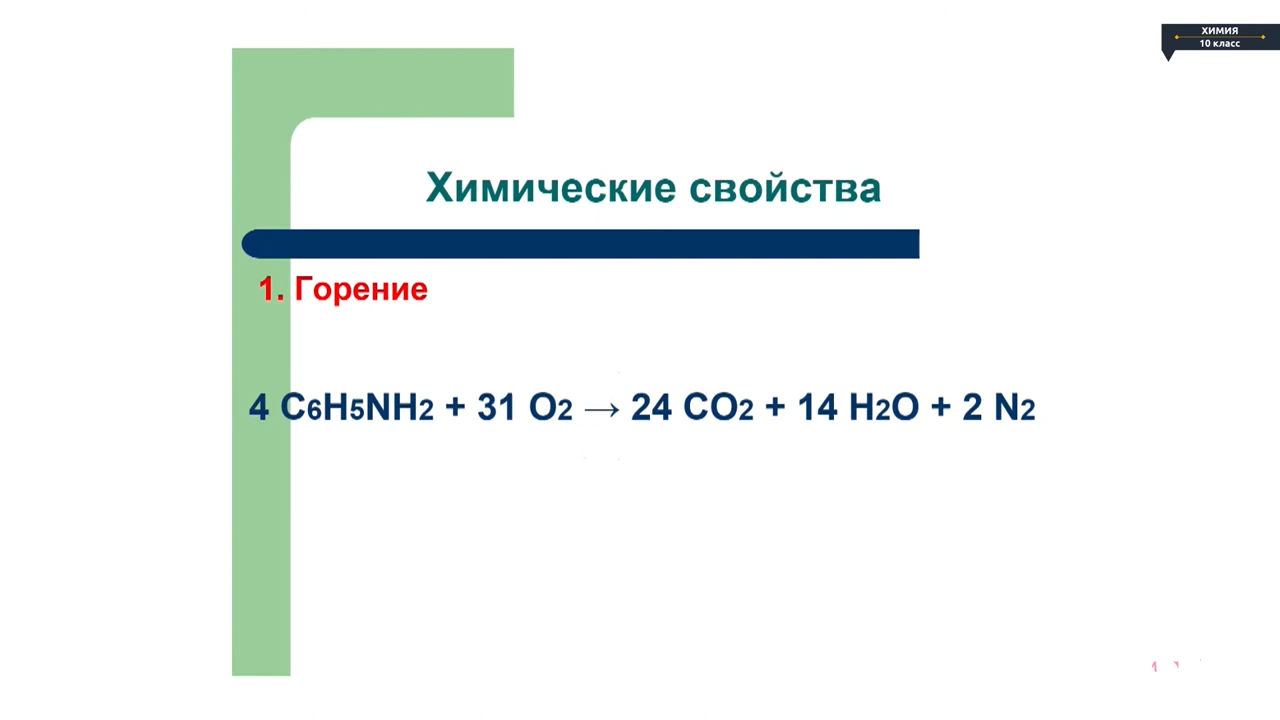 ХИМИЯ
10 класс
Химические свойства
1. Горение
4 C6H5NH2 + 31 O2 → 24 CO2 + 14 H2O + 2 N2